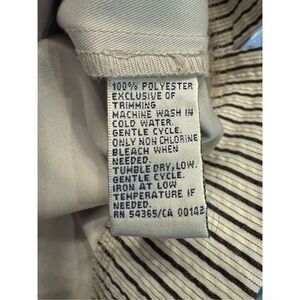 100% POLYESTER
EXCLUSIVE OF
TRIMMING
MACHINE WASH IN
COLD WATER.
GENTLE CYCLE.
ONLY NON CHLORINE
BLEACH WHEN
NEEDED.
TUMBLE DRY, LOW.
GENTLE CYCLE.
IRON AT LOW
TEMPERATURE IF
NEEDED.
RN 54365/CA 00142